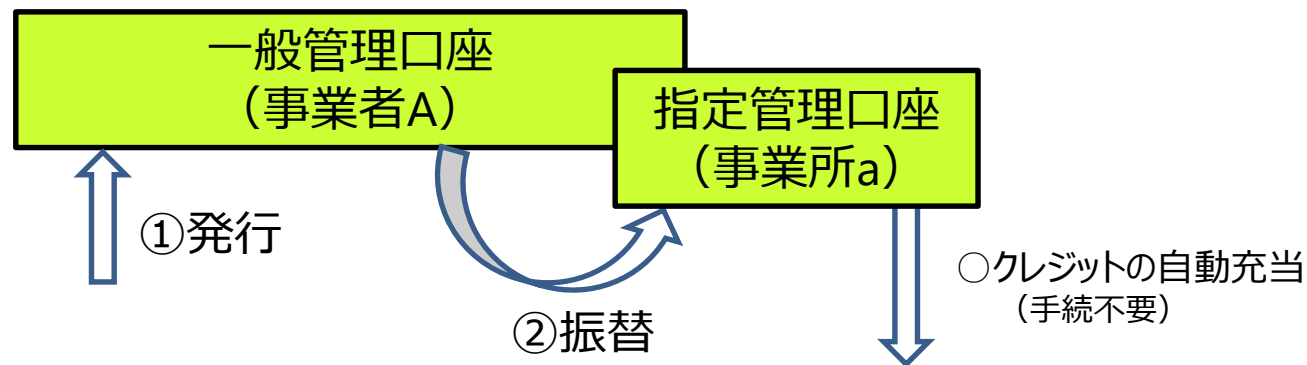 一般管理口座
（事業者A）
指定管理口座
（事業所a）
①発行
②振替
○クレジットの自動充当
（手続不要）